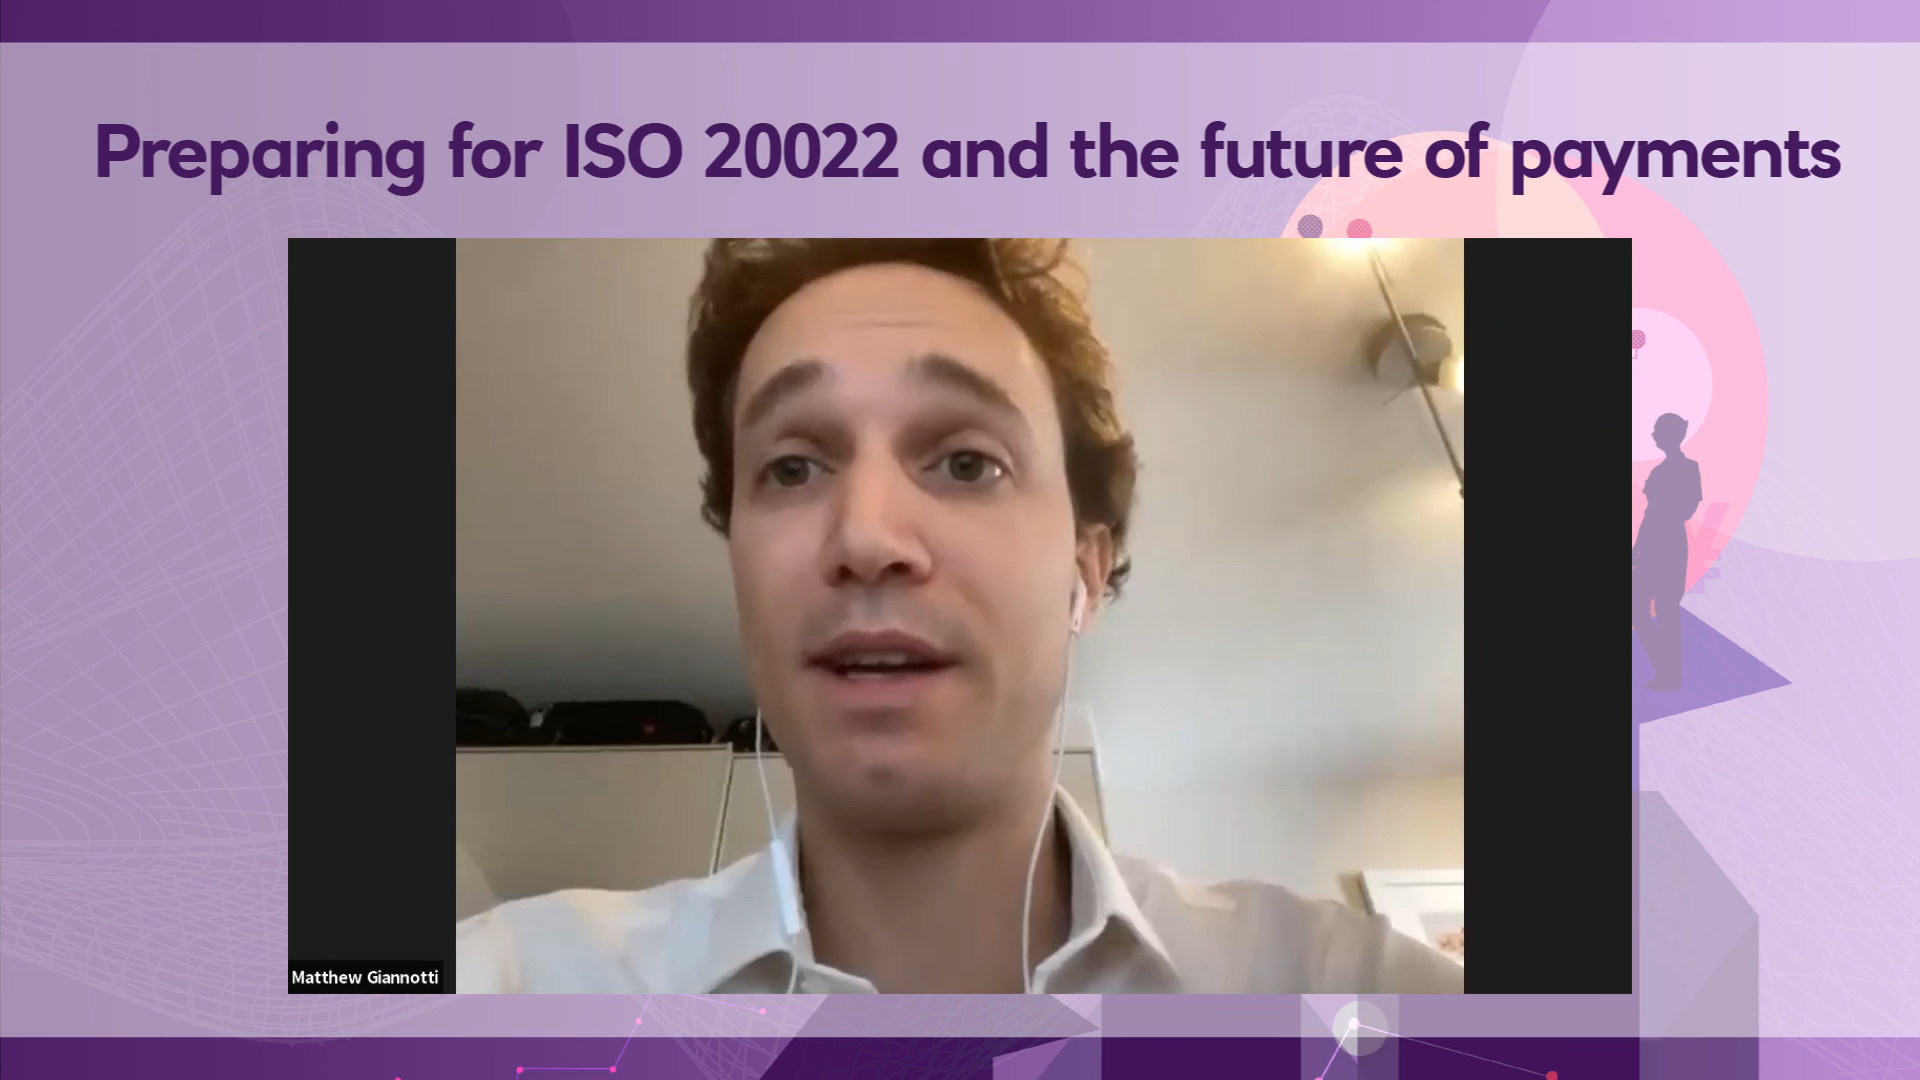 Preparing for ISO 20022 and the future of payments
Matthew Giannotti